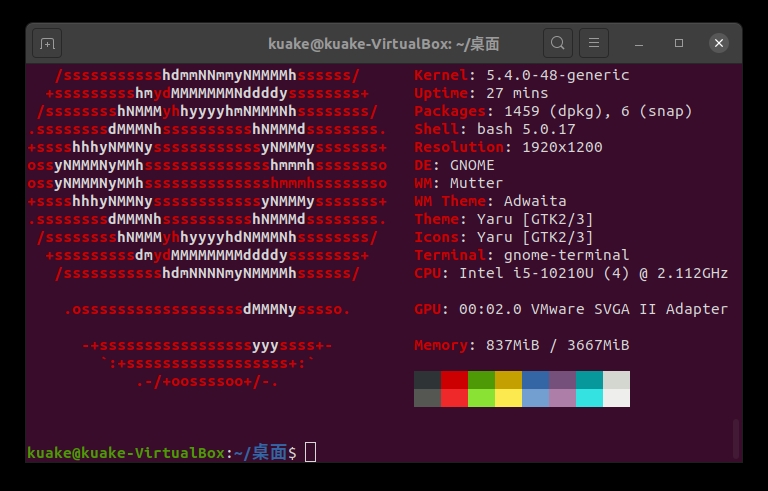 kuake@kuake-VirtualBox: ~/桌面
/sssssssssssshdmmNNmmyNMMMMhssssss/ Kernel: 5.4.0-48-generic
+ssssssssshmydMMMMMMMNddddyssssssss+ Uptime: 27 mins
/sssssssshNMMMyhhyyyyhmNMMMNhssssssss/ Packages: 1459 (dpkg), 6 (snap)
.ssssssssdMMMNhsssssssssshNMMMdssssssss. Shell: bash 5.0.17
+sssshhhyNMMNyssssssssssssyNMMMysssssss+ Resolution: 1920x1200
ossyNMMMNyMMhsssssssssssssshmmmhssssssso DE: GNOME
ossyNMMMNyMMhsssssssssssssshmmmhssssssso WM: Mutter
+sssshhhyNMMNyssssssssssssyNMMMysssssss+ WM Theme: Adwaita
.ssssssssdMMMNhsssssssssshNMMMdssssssss. Theme: Yaru [GTK2/3]
/sssssssshNMMMyhhyyyyhdNMMMNhssssssss/ Icons: Yaru [GTK2/3]
+sssssssssdmydMMMMMMMMddddyssssssss+ Terminal: gnome-terminal
/ssssssssssshdmNNNNmyNMMMMhssssss/ CPU: Intel i5-10210U (4) @ 2.112GHz
.ossssssssssssssssssdMMMNysssso. GPU: 00:02.0 VMware SVGA II Adapter
-+sssssssssssssssssyyyssss+- Memory: 837MiB / 3667MiB
`:+ssssssssssssssssss+:`
.-/+oossssoo+/-.
kuake@kuake-VirtualBox:~/桌面$